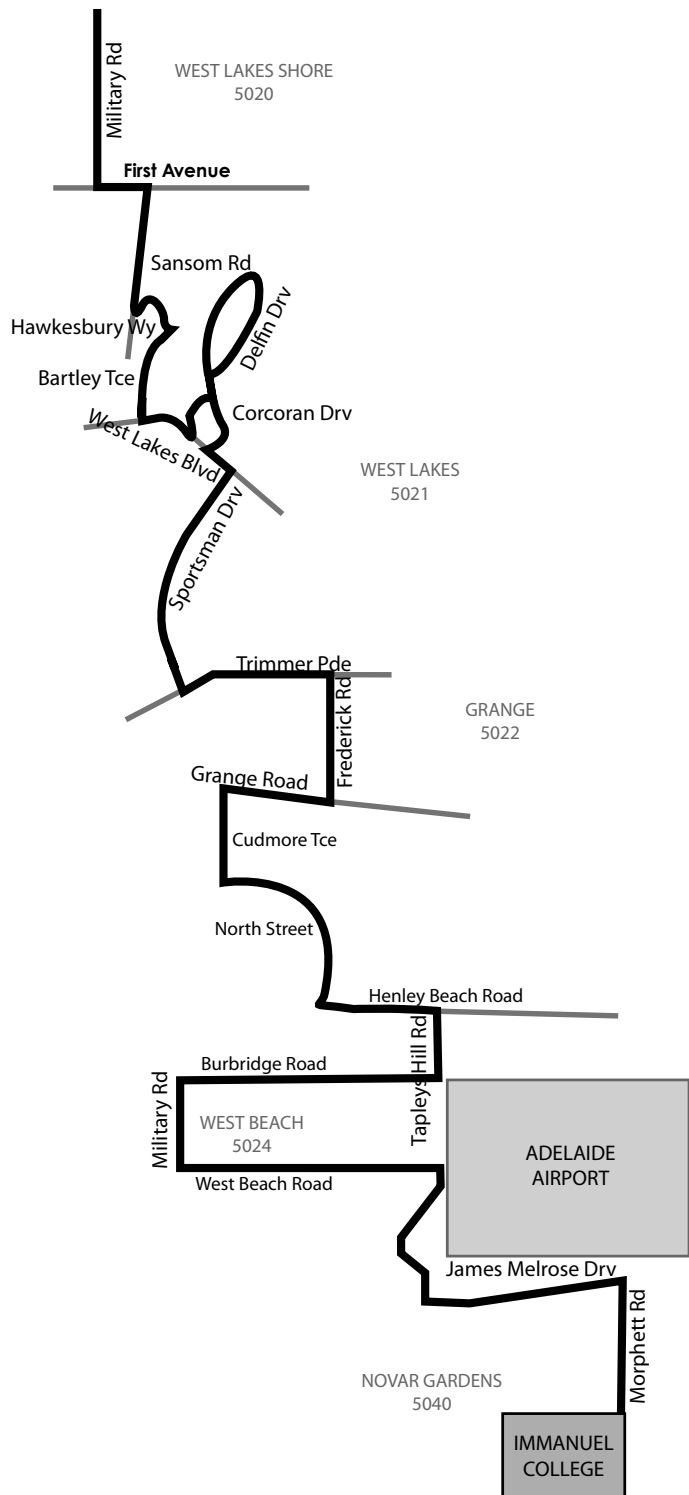 Military Rd
WEST LAKES SHORE
5020
First Avenue
Sansom Rd
Delfin Drv
Hawkesbury Wy
Bartley Tce
Corcoran Drv
West Lakes Blvd
WEST LAKES
5021
Sportsman Drv
Trimmer Pde
Frederick Rd
GRANGE
5022
Grange Road
Cudmore Tce
North Street
Henley Beach Road
Tapleys Hill Rd
Burbridge Road
Military Rd
WEST BEACH
5024
West Beach Road
ADELAIDE
AIRPORT
James Melrose Drv
Morphett Rd
NOVAR GARDENS
5040
IMMANUEL
COLLEGE